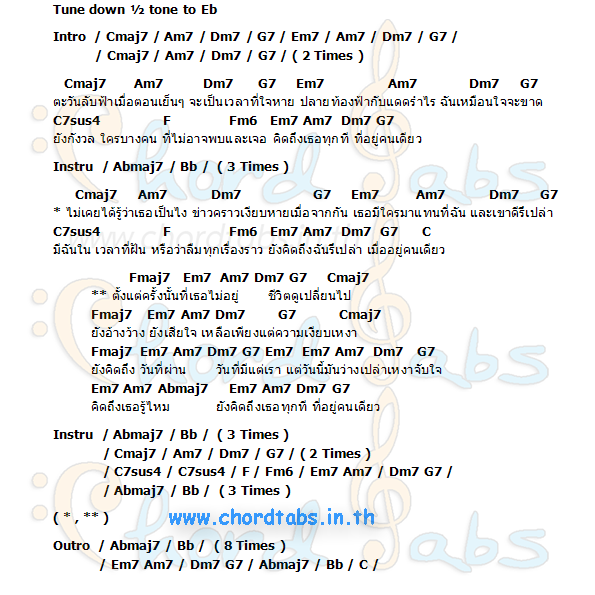 Tune down ½ tone to Eb
Intro / Cmaj7 / Am7 / Dm7 / G7 / Em7 / Am7 / Dm7 / G7 /
/ Cmaj7 / Am7 / Dm7 / G7 / ( 2 Times )
Cmaj7 Am7 Dm7 G7 Em7 Am7 Dm7 G7
ตะวันลับฟ้าเมื่อตอนเย็นๆ จะเป็นเวลาที่ใจหาย ปลายท้องฟ้ากับแดดรำไร ฉันเหมือนใจจะขาด
C7sus4 F Fm6 Em7 Am7 Dm7 G7
ยังกังวล ใครบางคน ที่ไม่อาจพบและเจอ คิดถึงเธอทุกที ที่อยู่คนเดียว
Instru / Abmaj7 / Bb / ( 3 Times )
Cmaj7 Am7 Dm7 G7 Em7 Am7 Dm7 G7
* ไม่เคยได้รู้ว่าเธอเป็นไง ข่าวคราวเงียบหายเมื่อจากกัน เธอมีใครมาแทนที่ฉัน และเขาดีรึเปล่า
C7sus4 F Fm6 Em7 Am7 Dm7 G7 C
มีฉันใน เวลาที่ฝัน หรือว่าลืมทุกเรื่องราว ยังคิดถึงฉันรึเปล่า เมื่ออยู่คนเดียว
Fmaj7 Em7 Am7 Dm7 G7 Cmaj7
** ตั้งแต่ครั้งนั้นที่เธอไม่อยู่ ชีวิตดูเปลี่ยนไป
Fmaj7 Em7 Am7 Dm7 G7 Cmaj7
ยังอ้างว้าง ยังเสียใจ เหลือเพียงแต่ความเงียบเหงา
Fmaj7 Em7 Am7 Dm7 G7 Em7 Em7 Am7 Dm7 G7
ยังคิดถึง วันที่ผ่าน วันที่มีแต่เรา แต่วันนี้มันว่างเปล่าเหงาจับใจ
Em7 Am7 Abmaj7 Em7 Am7 Dm7 G7
คิดถึงเธอรู้ไหม ยังคิดถึงเธอทุกที ที่อยู่คนเดียว
Instru / Abmaj7 / Bb / ( 3 Times )
/ Cmaj7 / Am7 / Dm7 / G7 / ( 2 Times )
/ C7sus4 / C7sus4 / F / Fm6 / Em7 Am7 / Dm7 G7 /
/ Abmaj7 / Bb / ( 3 Times )
( * , ** ) www.chordtabs.in.th
Outro / Abmaj7 / Bb / ( 8 Times )
/ Em7 Am7 / Dm7 G7 / Abmaj7 / Bb / C /